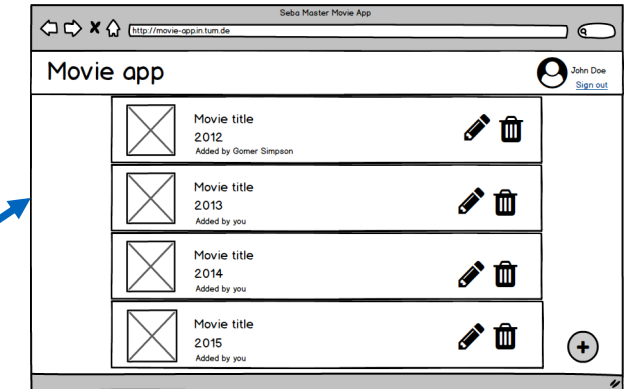 Seba Master Movie App
http://movie-app.in.tum.de
Movie app
John Doe
Sign out
Movie title
2012
Added by Gomer Simpson
Movie title
2013
Added by you
Movie title
2014
Added by you
Movie title
2015
Added by you